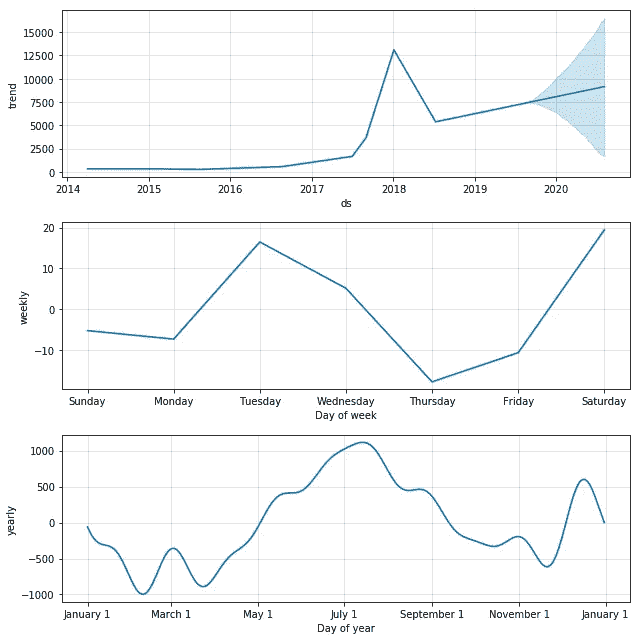 15000
12500
10000
7500
5000
2500
0
trend
2014 2015 2016 2017 2018 2019 2020
ds
20
10
0
−10
weekly
Sunday Monday Tuesday Wednesday Thursday Friday Saturday
Day of week
1000
500
0
−500
−1000
yearly
January 1 March 1 May 1 July 1 September 1 November 1 January 1
Day of year